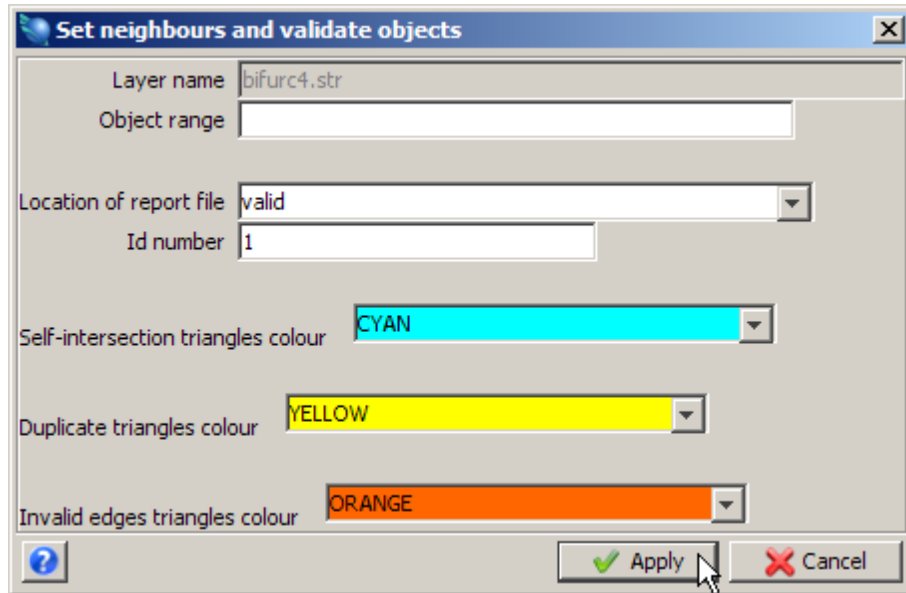 Set neighbours and validate objects
Layer name bifurc4.str
Object range
Location of report file valid
Id number 1
Self-intersection triangles colour CYAN
Duplicate triangles colour YELLOW
Invalid edges triangles colour ORANGE
? Apply Cancel